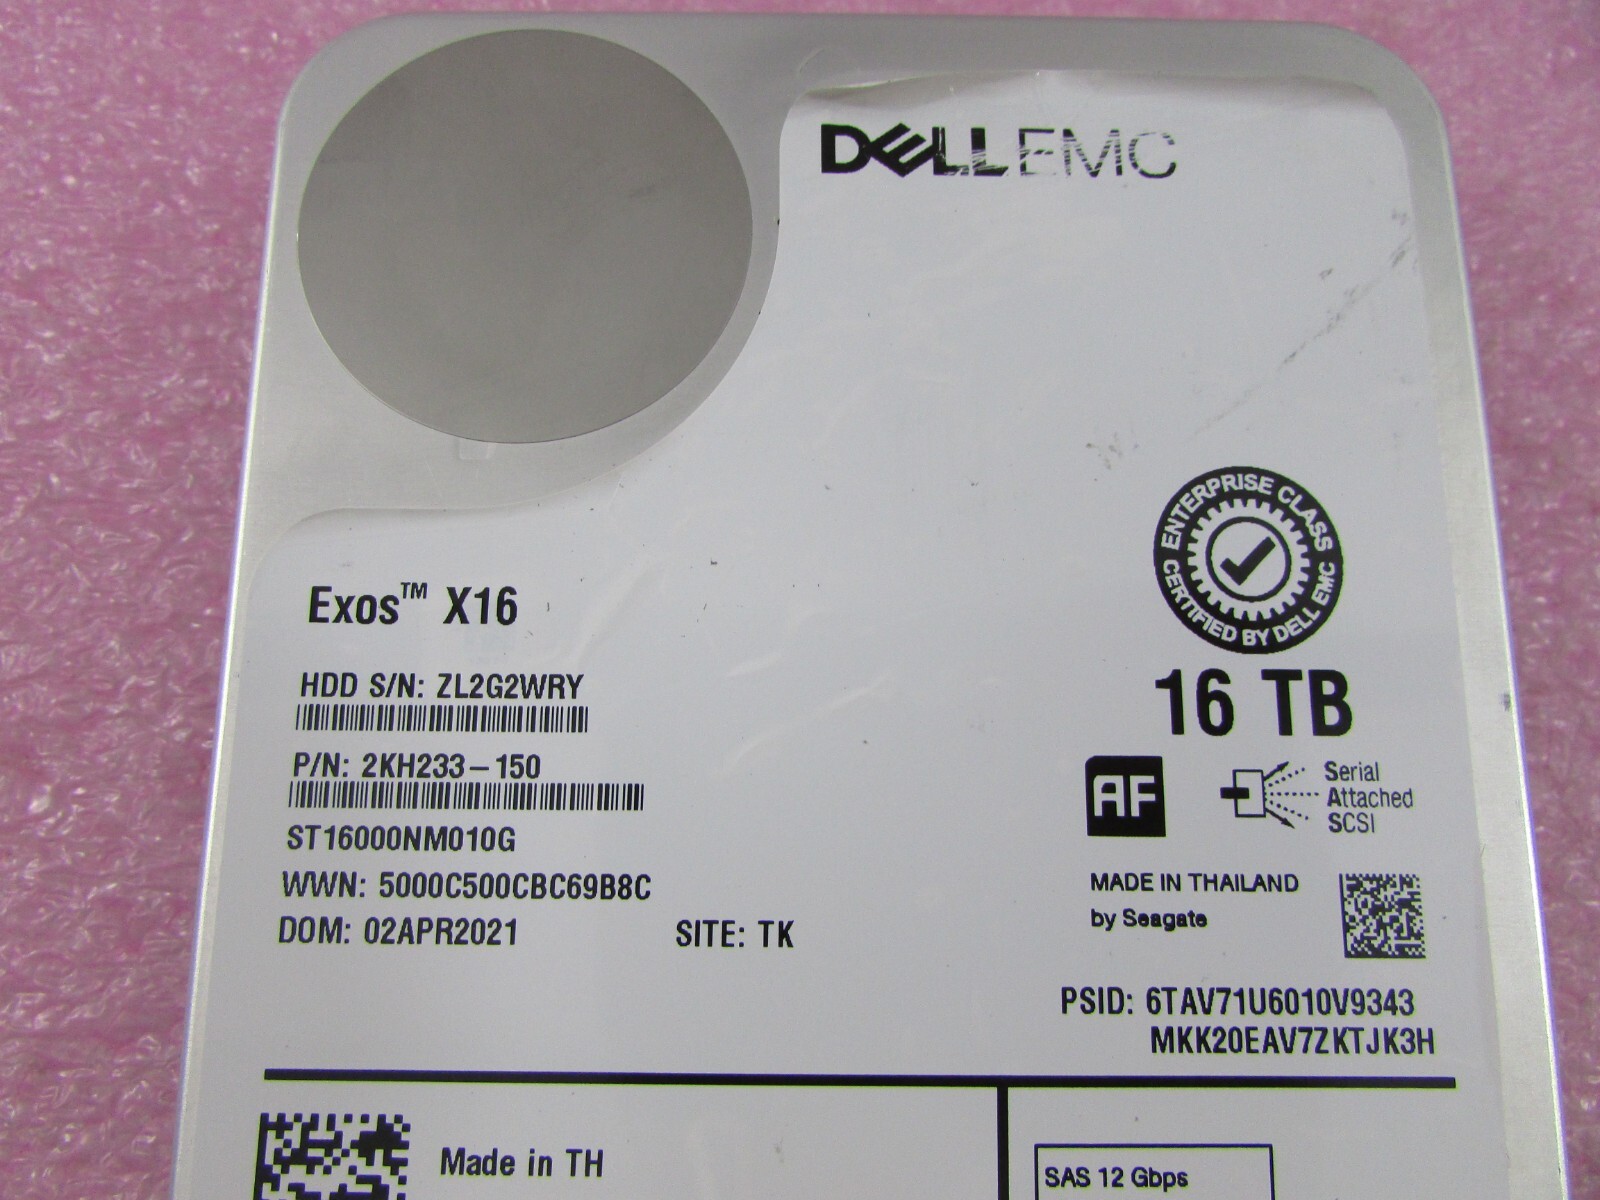 DELLEMC
ENTERPRISE CLASS
CERTIFIED BY DELL EMC
Exos™ X16
16 TB
HDD S/N: ZL2G2WRY
P/N: 2KH233-150
ST16000NM010G
WWN: 5000C500CBC69B8C
DOM: 02APR2021
SITE: TK
AF
Serial
Attached
SCSI
MADE IN THAILAND
by Seagate
PSID: 6TAV71U6010V9343
MKK20EAV7ZKTJK3H
Made in TH
SAS 12 Gbps